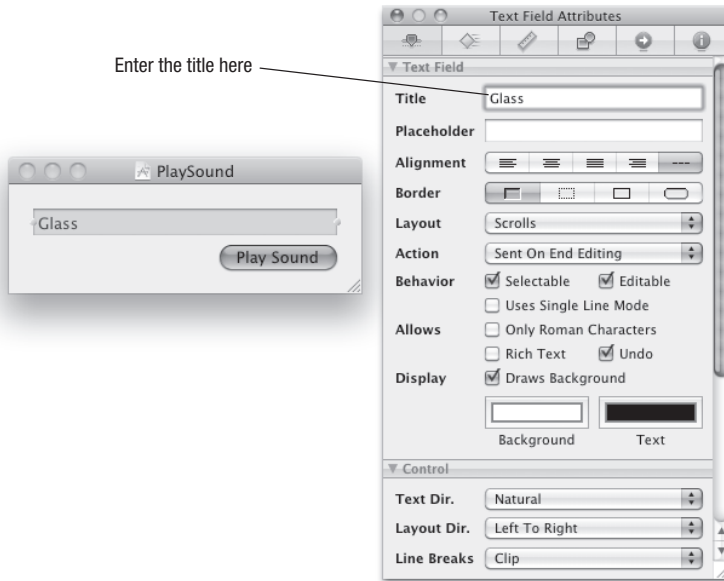 Enter the title here
PlaySound
Glass
Play Sound
Text Field Attributes
Text Field
Title Glass
Placeholder
Alignment
Border
Layout Scrolls
Action Sent On End Editing
Behavior Selectable Editable
Uses Single Line Mode
Allows Only Roman Characters
Rich Text Undo
Display Draws Background
Background Text
Control
Text Dir. Natural
Layout Dir. Left To Right
Line Breaks Clip